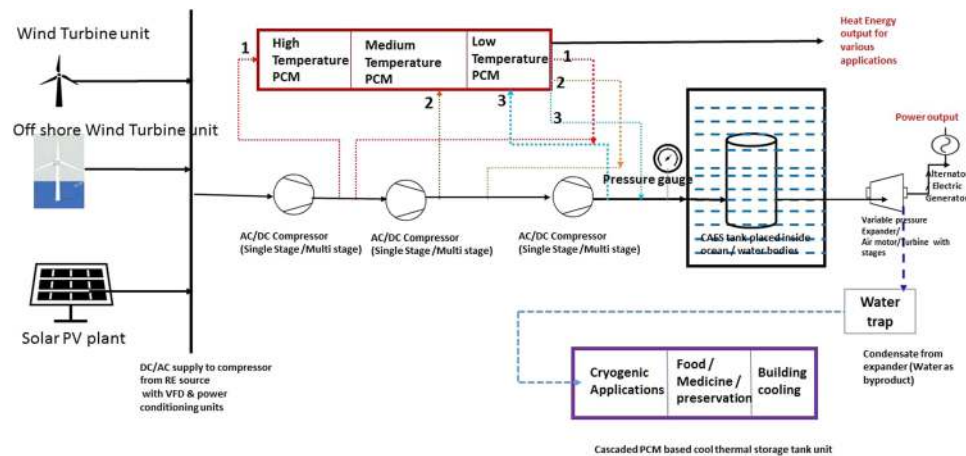 Wind Turbine unit
Off shore Wind Turbine unit
Solar PV plant
DC/AC supply to compressor
from RE source
with VFD & power
conditioning units
1
High
Temperature
PCM
Medium
Temperature
PCM
Low
Temperature
PCM
1
2
3
2
3
Heat Energy
output for
various
applications
AC/DC Compressor
(Single Stage /Multi stage)
AC/DC Compressor
(Single Stage /Multi stage)
AC/DC Compressor
(Single Stage /Multi stage)
Pressure gauge
CAES tank placed inside
ocean / water bodies
Power output
Alternator
/ Electric
Generator
Variable pressure
Expander/
Air motor/Turbine with
stages
Water
trap
Condensate from
expander (Water as
byproduct)
Cryogenic
Applications
Food /
Medicine /
preservation
Building
cooling
Cascaded PCM based cool thermal storage tank unit